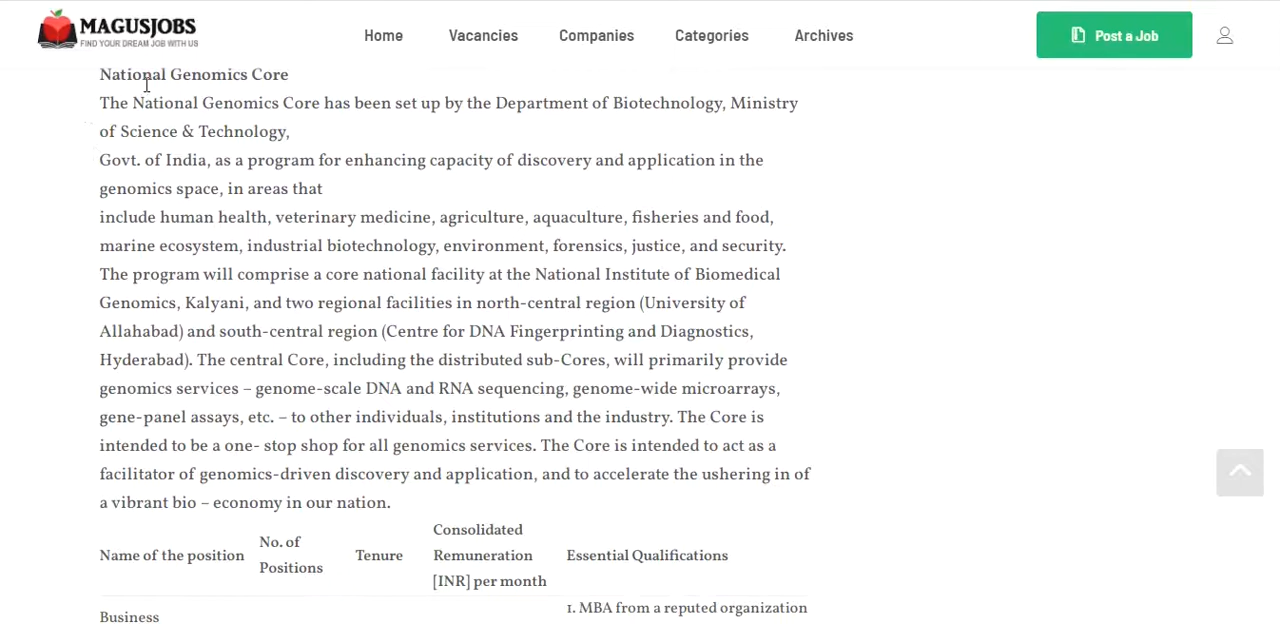 MAGUSJOBS
FIND YOUR DREAM JOB WITH US
Home Vacancies Companies Categories Archives Post a Job
National Genomics Core
The National Genomics Core has been set up by the Department of Biotechnology, Ministry
of Science & Technology,
Govt. of India, as a program for enhancing capacity of discovery and application in the
genomics space, in areas that
include human health, veterinary medicine, agriculture, aquaculture, fisheries and food,
marine ecosystem, industrial biotechnology, environment, forensics, justice, and security.
The program will comprise a core national facility at the National Institute of Biomedical
Genomics, Kalyani, and two regional facilities in north-central region (University of
Allahabad) and south-central region (Centre for DNA Fingerprinting and Diagnostics,
Hyderabad). The central Core, including the distributed sub-Cores, will primarily provide
genomics services – genome-scale DNA and RNA sequencing, genome-wide microarrays,
gene-panel assays, etc. – to other individuals, institutions and the industry. The Core is
intended to be a one- stop shop for all genomics services. The Core is intended to act as a
facilitator of genomics-driven discovery and application, and to accelerate the ushering in of
a vibrant bio – economy in our nation.
Name of the position
No. of
Positions
Tenure
Consolidated
Remuneration
[INR] per month
Essential Qualifications
Business
1. MBA from a reputed organization